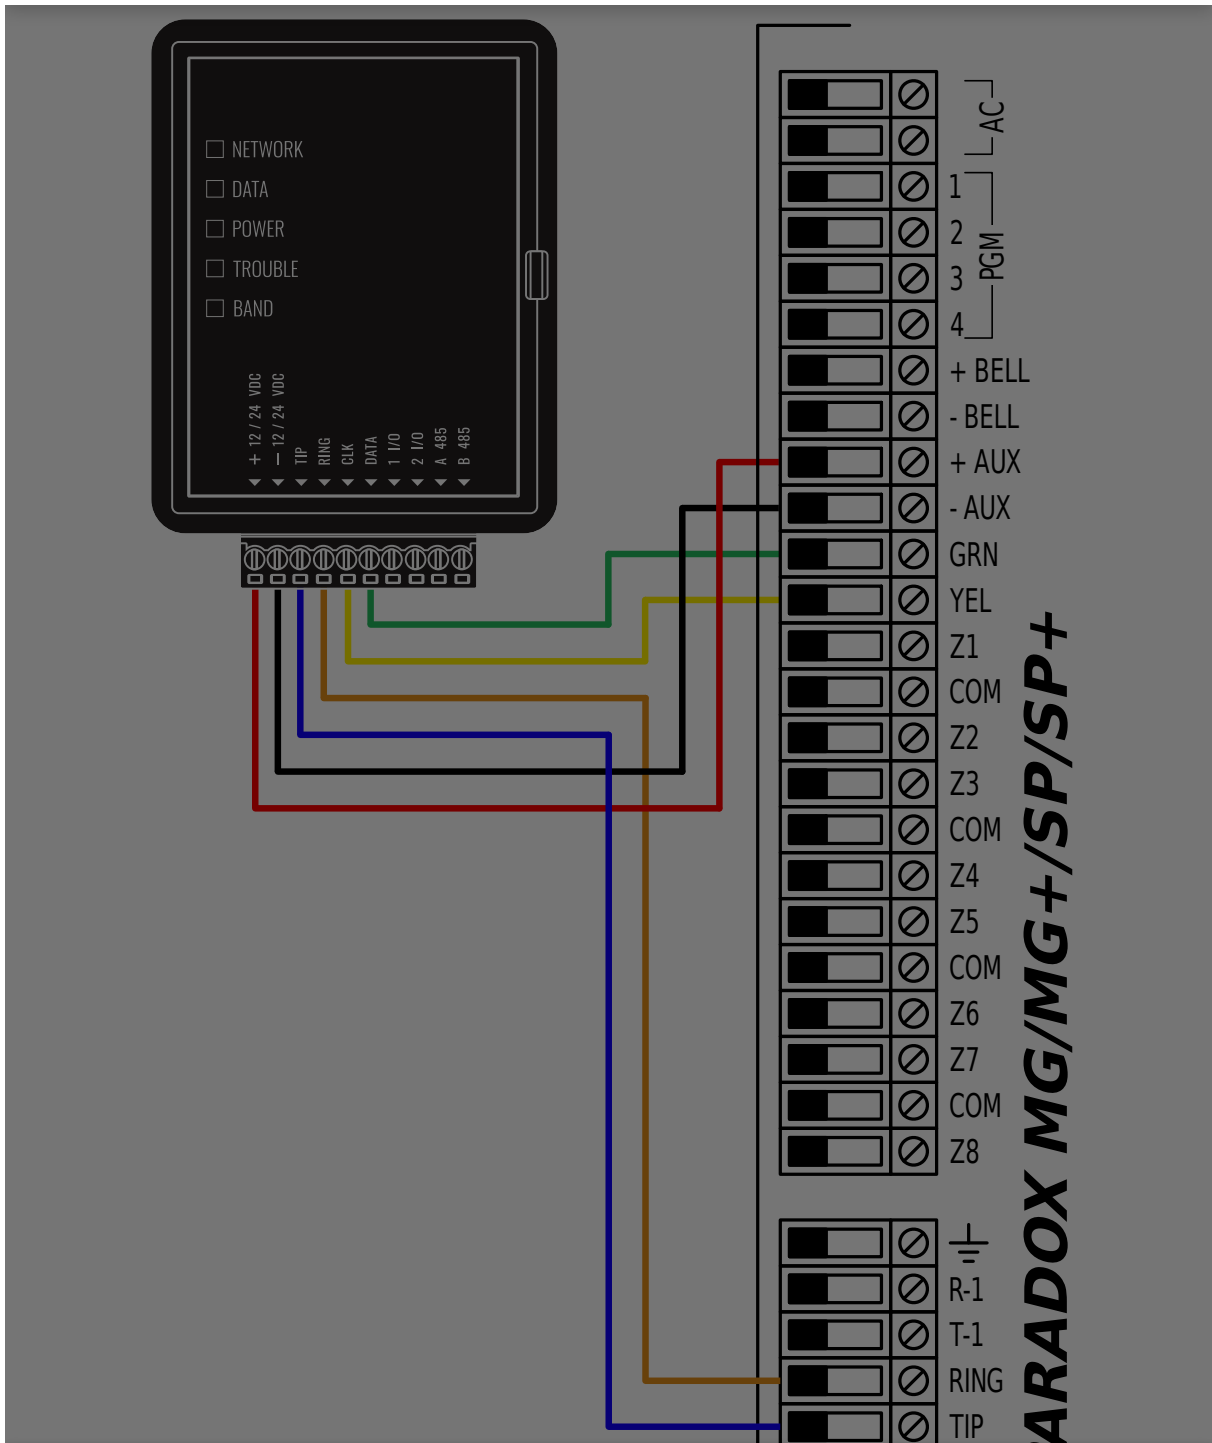 NETWORK
DATA
POWER
TROUBLE
BAND
+ 12 / 24 VDC
– 12 / 24 VDC
TIP
RING
CLK
DATA
1 I/O
2 I/O
A 485
B 485
AC
1
2
3
4
PGM
+ BELL
- BELL
+ AUX
- AUX
GRN
YEL
Z1
COM
Z2
Z3
COM
Z4
Z5
COM
Z6
Z7
COM
Z8
R-1
T-1
RING
TIP
ARADOX MG/MG+/SP/SP+